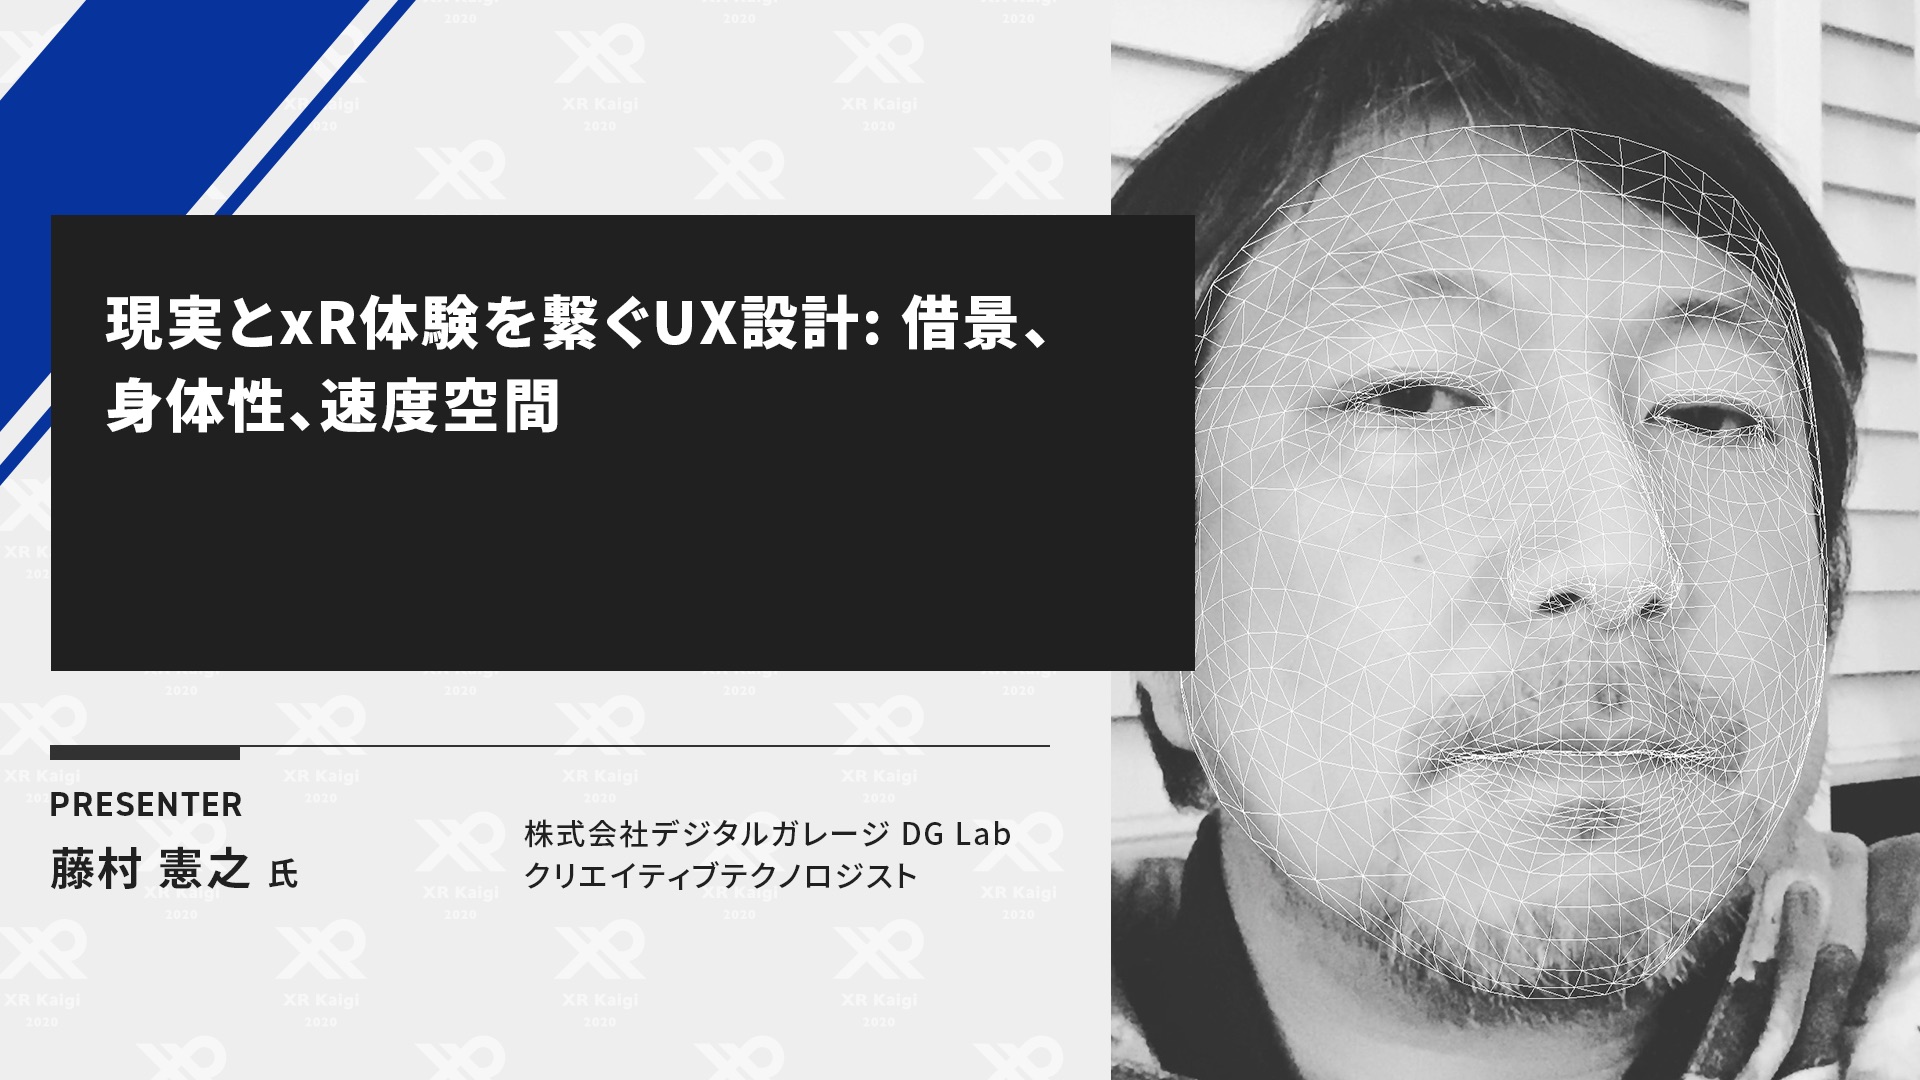 現実とxR体験を繋ぐUX設計: 借景、
身体性、速度空間
PRESENTER
藤村 憲之 氏
株式会社デジタルガレージ DG Lab
クリエイティブテクノロジスト
XR Kaigi
2020